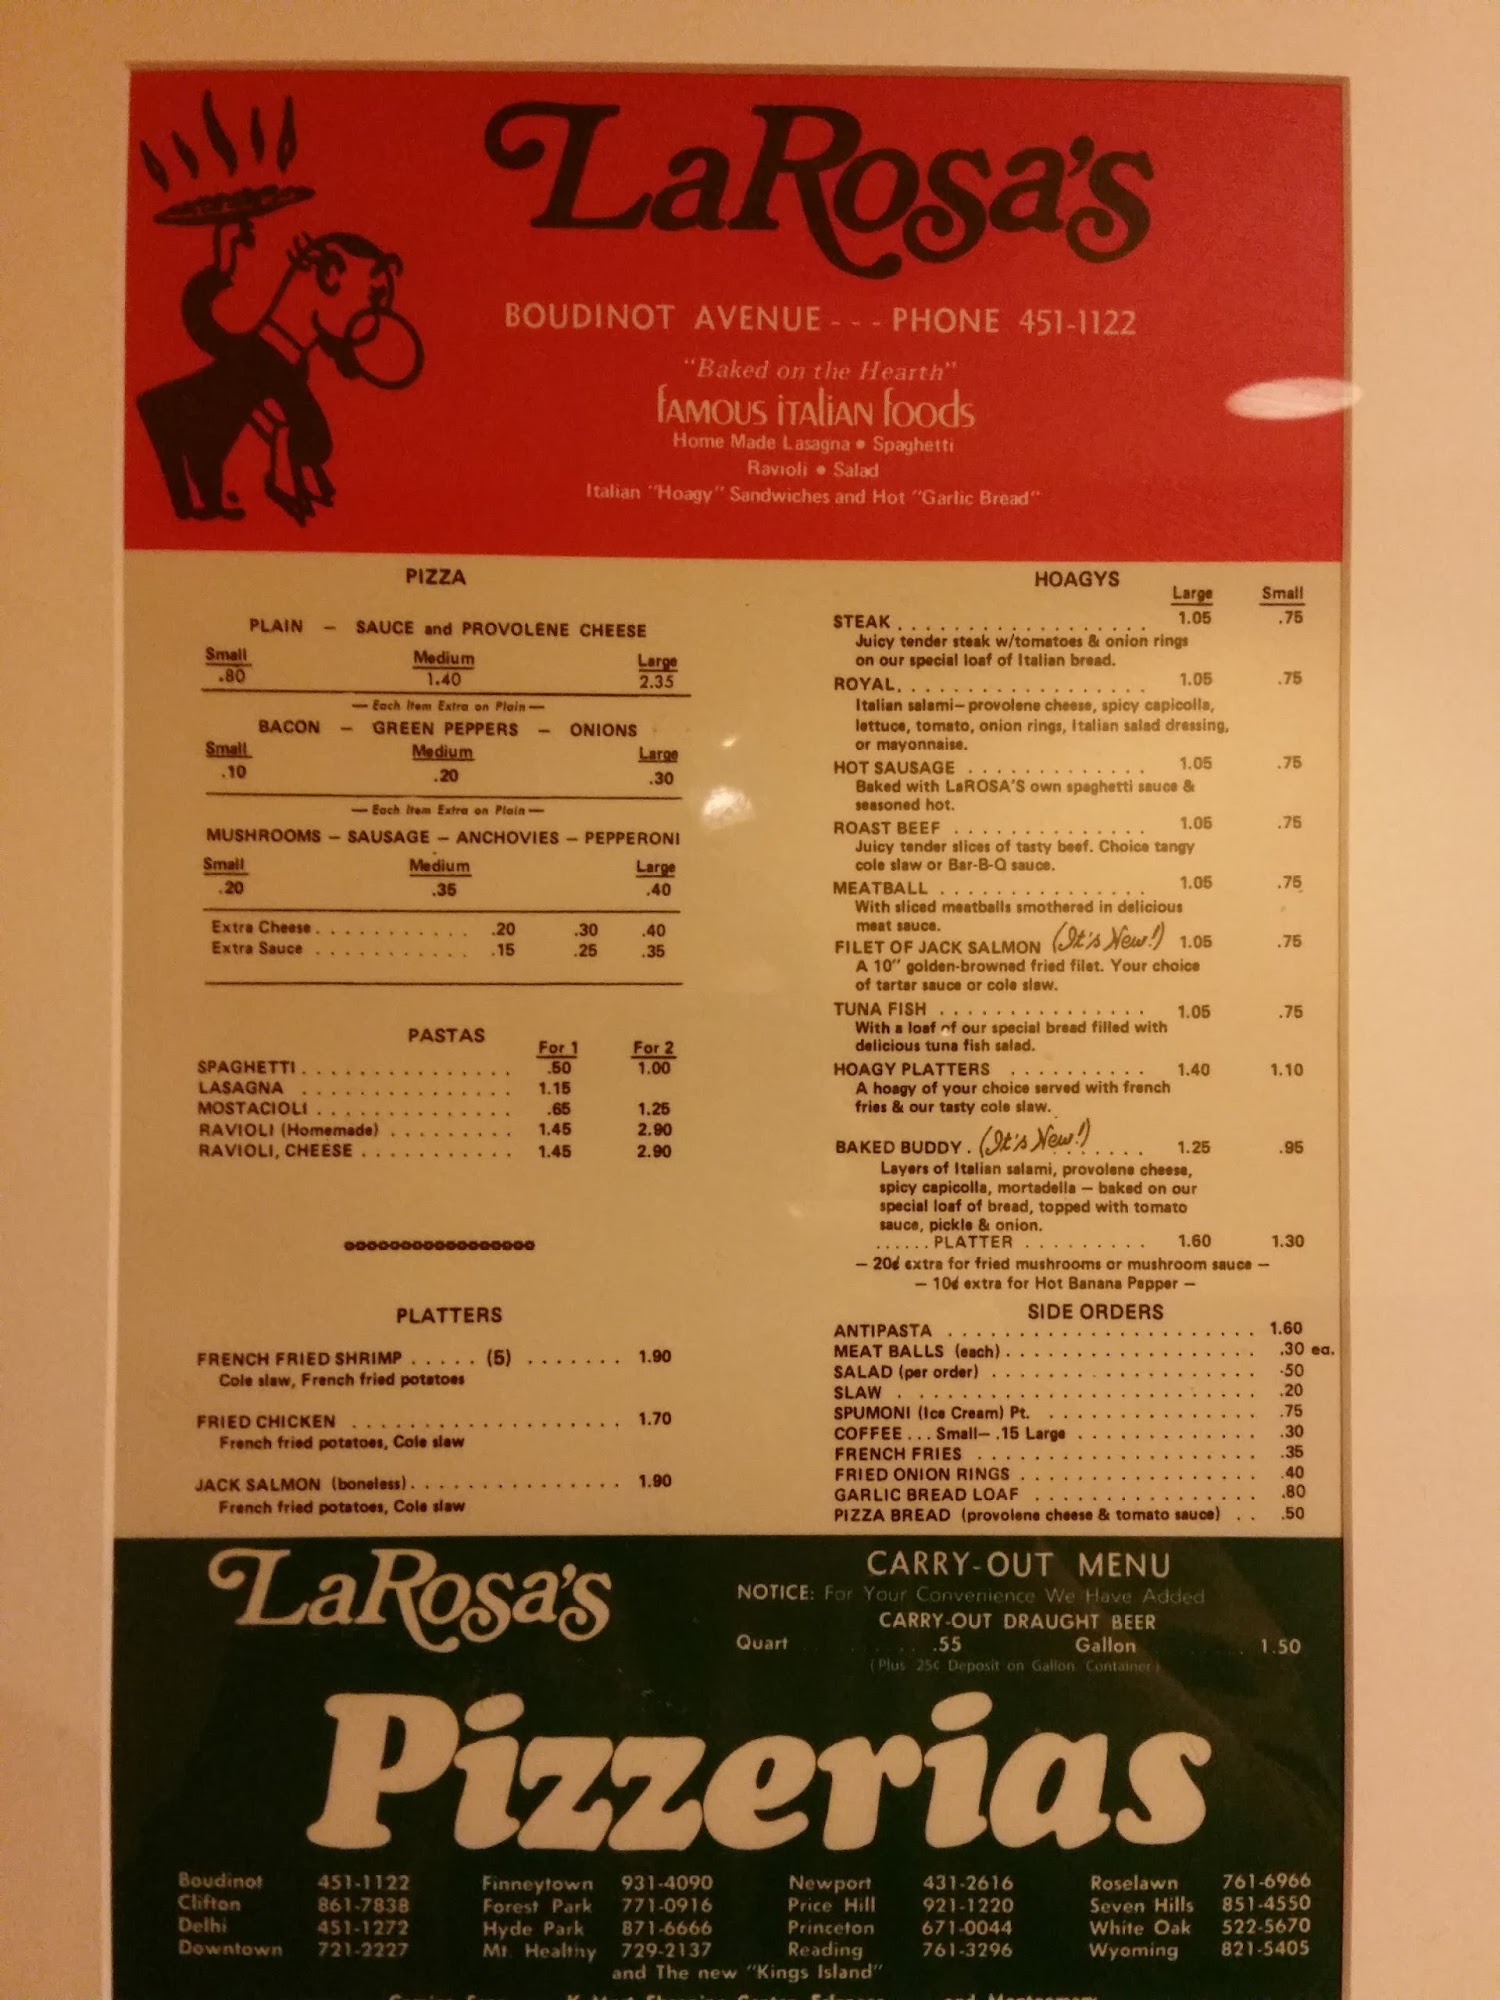 LaRosa's
BOUDINOT AVENUE - - - PHONE 451-1122
"Baked on the Hearth"
FAMOUS ITALIAN FOODS
Home Made Lasagna • Spaghetti
Ravioli • Salad
Italian "Hoagy" Sandwiches and Hot "Garlic Bread"
PIZZA
PLAIN — SAUCE and PROVOLENE CHEESE
Small Medium Large
.80 1.40 2.35
— Each Item Extra on Plain —
BACON — GREEN PEPPERS — ONIONS
Small Medium Large
.10 .20 .30
— Each Item Extra on Plain —
MUSHROOMS — SAUSAGE — ANCHOVIES — PEPPERONI
Small Medium Large
.20 .35 .40
Extra Cheese . . . . . . . . . . . .20 .30 .40
Extra Sauce . . . . . . . . . . . .15 .25 .35
PASTAS
For 1 For 2
SPAGHETTI . . . . . . . . . . . . . . .50 1.00
LASAGNA . . . . . . . . . . . . . . 1.15
MOSTACIOLI . . . . . . . . . . . . . .65 1.25
RAVIOLI (Homemade) . . . . . . . . . 1.45 2.90
RAVIOLI, CHEESE . . . . . . . . . . . 1.45 2.90
PLATTERS
FRENCH FRIED SHRIMP . . . . . (5) . . . . . . . 1.90
Cole slaw, French fried potatoes
FRIED CHICKEN . . . . . . . . . . . . . . . . . . 1.70
French fried potatoes, Cole slaw
JACK SALMON (boneless) . . . . . . . . . . . . . . 1.90
French fried potatoes, Cole slaw
HOAGYS
Large Small
STEAK . . . . . . . . . . . . . . . . . . 1.05 .75
Juicy tender steak w/tomatoes & onion rings
on our special loaf of Italian bread.
ROYAL . . . . . . . . . . . . . . . . . 1.05 .75
Italian salami— provolene cheese, spicy capicolla,
lettuce, tomato, onion rings, Italian salad dressing,
or mayonnaise.
HOT SAUSAGE . . . . . . . . . . . . . 1.05 .75
Baked with LaROSA'S own spaghetti sauce &
seasoned hot.
ROAST BEEF . . . . . . . . . . . . . . 1.05 .75
Juicy tender slices of tasty beef. Choice tangy
cole slaw or Bar-B-Q sauce.
MEATBALL . . . . . . . . . . . . . . . 1.05 .75
With sliced meatballs smothered in delicious
meat sauce.
FILET OF JACK SALMON (It's New!) 1.05 .75
A 10" golden-browned fried filet. Your choice
of tartar sauce or cole slaw.
TUNA FISH . . . . . . . . . . . . . . . 1.05 .75
With a loaf of our special bread filled with
delicious tuna fish salad.
HOAGY PLATTERS . . . . . . . . . . 1.40 1.10
A hoagy of your choice served with french
fries & our tasty cole slaw.
BAKED BUDDY . (It's New!) . . . . . 1.25 .95
Layers of Italian salami, provolene cheese,
spicy capicolla, mortadella — baked on our
special loaf of bread, topped with tomato
sauce, pickle & onion.
. . . . . . PLATTER . . . . . . . . . 1.60 1.30
— 20¢ extra for fried mushrooms or mushroom sauce —
— 10¢ extra for Hot Banana Pepper —
SIDE ORDERS
ANTIPASTA . . . . . . . . . . . . . . . . . . . . . . 1.60
MEAT BALLS (each) . . . . . . . . . . . . . . . . . . .30 ea.
SALAD (per order) . . . . . . . . . . . . . . . . . . .50
SLAW . . . . . . . . . . . . . . . . . . . . . . . . .20
SPUMONI (Ice Cream) Pt. . . . . . . . . . . . . . . . .75
COFFEE . . . Small— .15 Large . . . . . . . . . . . . .30
FRENCH FRIES . . . . . . . . . . . . . . . . . . . . .35
FRIED ONION RINGS . . . . . . . . . . . . . . . . . .40
GARLIC BREAD LOAF . . . . . . . . . . . . . . . . .80
PIZZA BREAD (provolene cheese & tomato sauce) . . .50
LaRosa's
CARRY-OUT MENU
NOTICE: For Your Convenience We Have Added
CARRY-OUT DRAUGHT BEER
Quart . . . . . . .55 Gallon . . . . . . 1.50
(Plus 25¢ Deposit on Gallon Container)
Pizzerias
Boudinot 451-1122 Finneytown 931-4090 Newport 431-2616 Roselawn 761-6966
Clifton 861-7838 Forest Park 771-0916 Price Hill 921-1220 Seven Hills 851-4550
Delhi 451-1272 Hyde Park 871-6666 Princeton 671-0044 White Oak 522-5670
Downtown 721-2227 Mt. Healthy 729-2137 Reading 761-3296 Wyoming 821-5405
and The new "Kings Island"